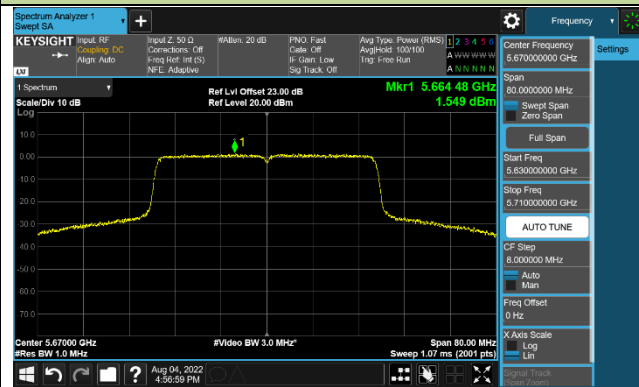 Spectrum Analyzer 1
Swept SA
Frequency
KEYSIGHT
Input: RF
Coupling: DC
Align: Auto
Input Z: 50 Ω
Corrections: Off
Freq Ref: Int (S)
NFE: Adaptive
#Atten: 20 dB
PNO: Fast
Gate: Off
IF Gain: Low
Sig Track: Off
Avg Type: Power (RMS)
Avg|Hold: 100/100
Trig: Free Run
1 2 3 4 5 6
A W W W W W
A N N N N N
LXI
1 Spectrum
Scale/Div 10 dB
Log
Ref Lvl Offset 23.00 dB
Ref Level 20.00 dBm
Mkr1 5.664 48 GHz
1.549 dBm
1
10.0
0.00
-10.0
-20.0
-30.0
-40.0
-50.0
-60.0
-70.0
Center 5.67000 GHz
#Res BW 1.0 MHz
#Video BW 3.0 MHz*
Span 80.00 MHz
Sweep 1.07 ms (2001 pts)
Aug 04, 2022
4:56:59 PM
?
Center Frequency
5.670000000 GHz
Settings
Span
80.0000000 MHz
Swept Span
Zero Span
Full Span
Start Freq
5.630000000 GHz
Stop Freq
5.710000000 GHz
AUTO TUNE
CF Step
8.000000 MHz
Auto
Man
Freq Offset
0 Hz
X Axis Scale
Log
Lin
Signal Track
(Span Zoom)